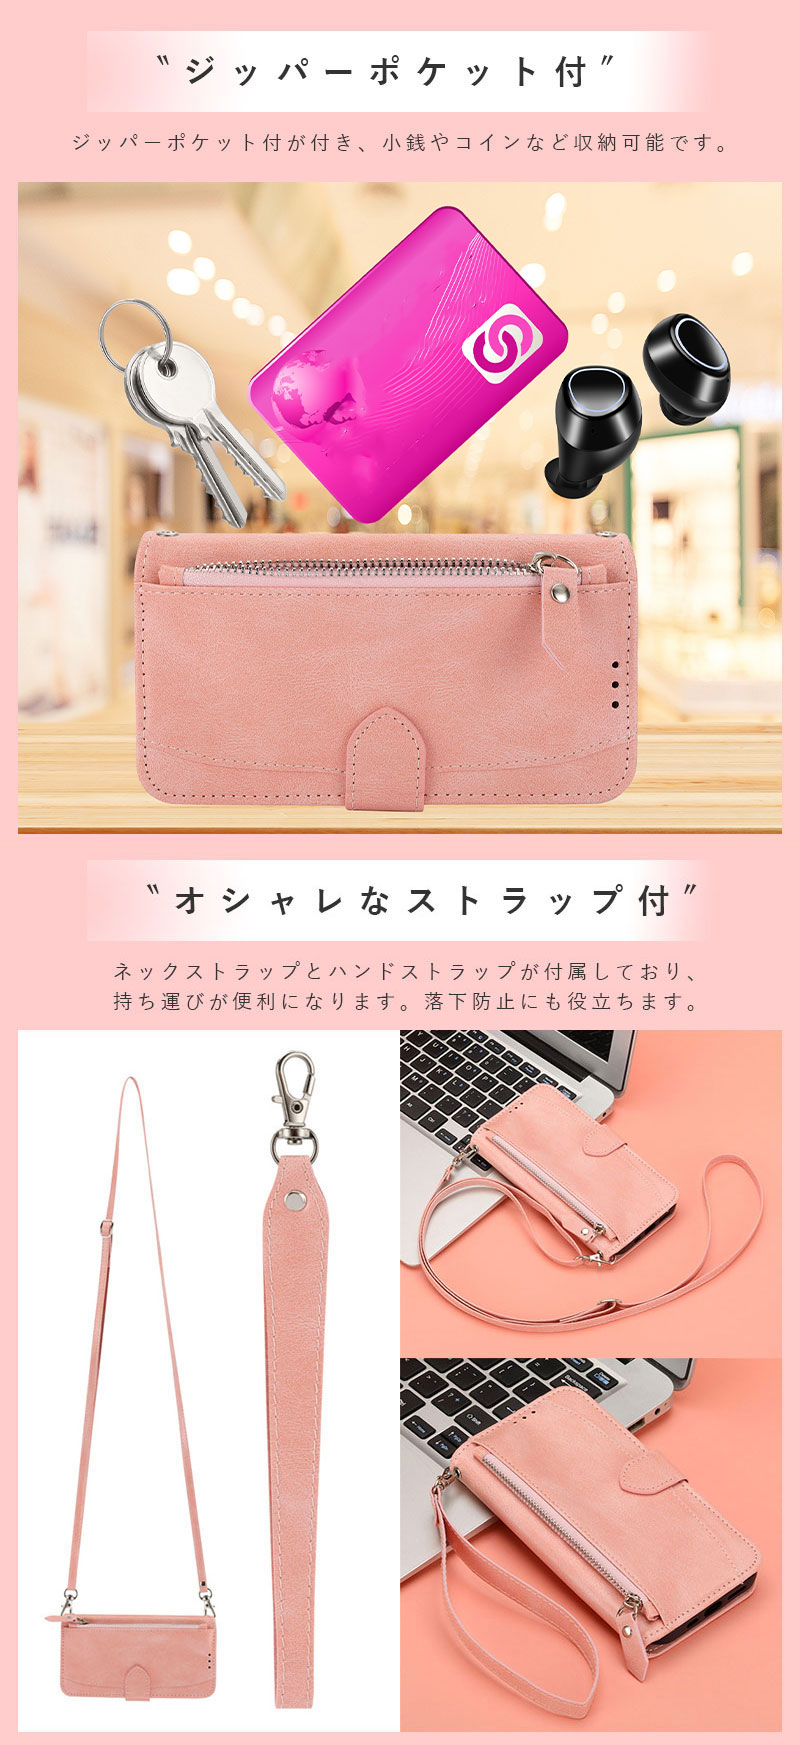 〝ジッパーポケット付〞
ジッパーポケット付が付き、小銭やコインなど収納可能です。
〝オシャレなストラップ付〞
ネックストラップとハンドストラップが付属しており、
持ち運びが便利になります。落下防止にも役立ちます。